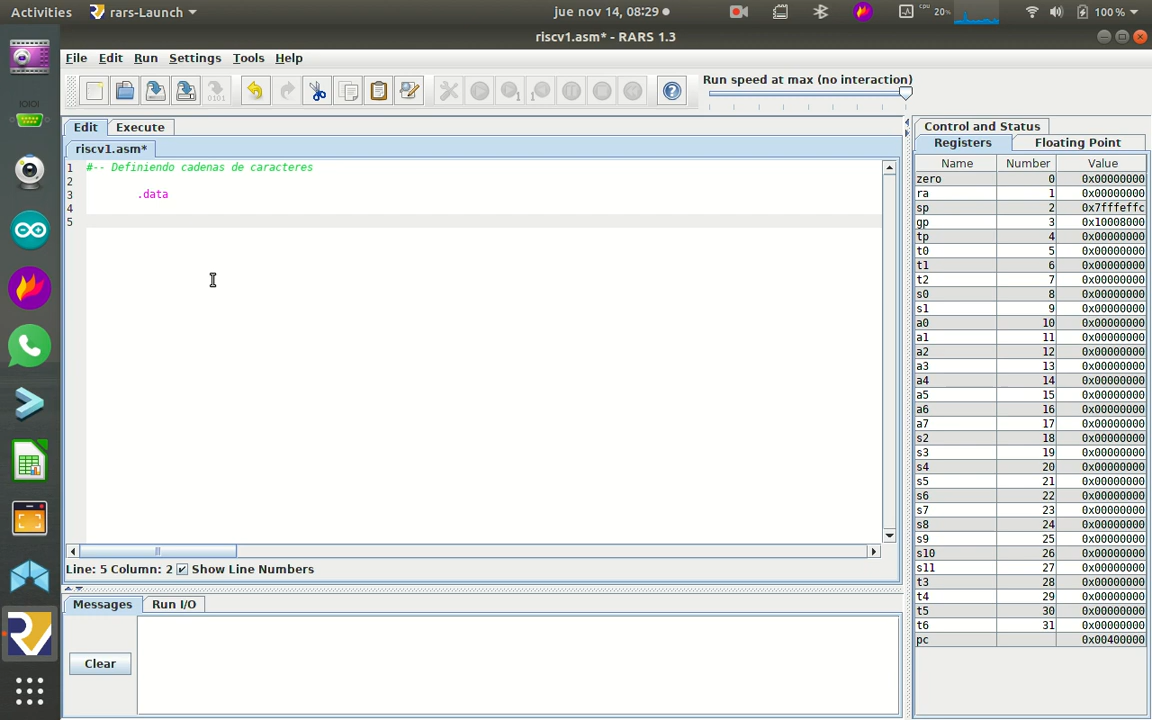 Activities rars-Launch jue nov 14, 08:29 cpu 20% 100 %
riscv1.asm* - RARS 1.3
File Edit Run Settings Tools Help
Run speed at max (no interaction)
Edit Execute
riscv1.asm*
1 #-- Definiendo cadenas de caracteres
2
3 .data
4
5
Line: 5 Column: 2 Show Line Numbers
Messages Run I/O
Clear
Control and Status
Registers Floating Point
Name Number Value
zero 0 0x00000000
ra 1 0x00000000
sp 2 0x7fffeffc
gp 3 0x10008000
tp 4 0x00000000
t0 5 0x00000000
t1 6 0x00000000
t2 7 0x00000000
s0 8 0x00000000
s1 9 0x00000000
a0 10 0x00000000
a1 11 0x00000000
a2 12 0x00000000
a3 13 0x00000000
a4 14 0x00000000
a5 15 0x00000000
a6 16 0x00000000
a7 17 0x00000000
s2 18 0x00000000
s3 19 0x00000000
s4 20 0x00000000
s5 21 0x00000000
s6 22 0x00000000
s7 23 0x00000000
s8 24 0x00000000
s9 25 0x00000000
s10 26 0x00000000
s11 27 0x00000000
t3 28 0x00000000
t4 29 0x00000000
t5 30 0x00000000
t6 31 0x00000000
pc 0x00400000